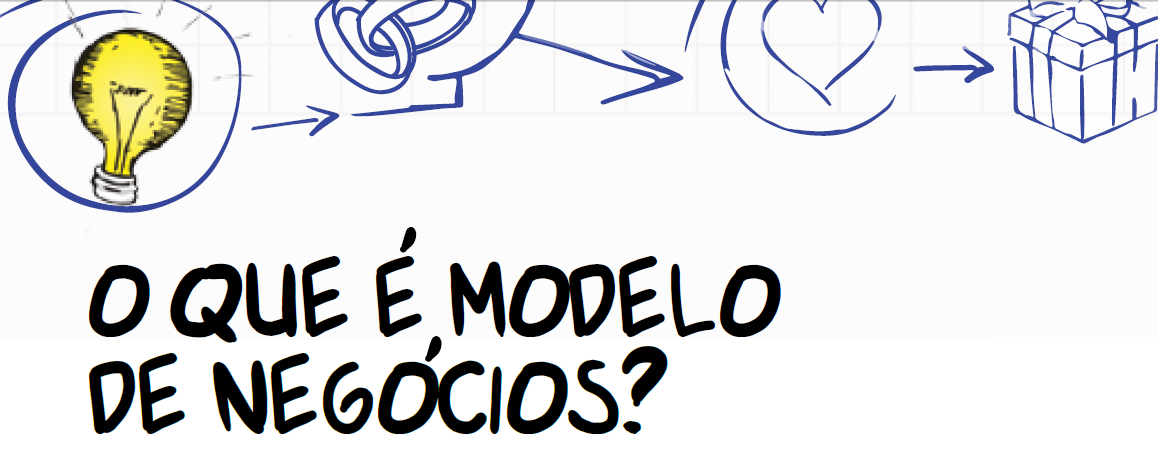 O QUE É MODELO
DE NEGÓCIOS?